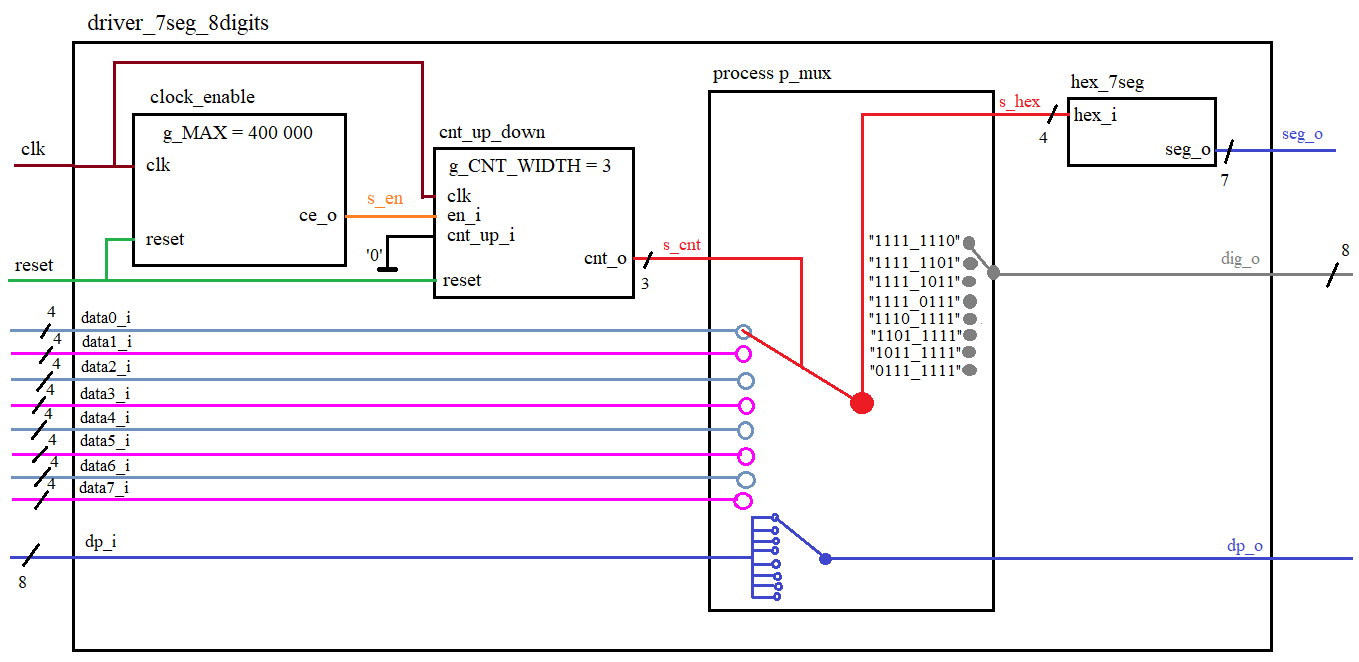 driver_7seg_8digits
process p_mux
hex_7seg
clock_enable
s_hex
hex_i
g_MAX = 400 000
cnt_up_down
4
seg_o
clk
seg_o
clk
g_CNT_WIDTH = 3
7
s_en
clk
ce_o
en_i
reset
cnt_up_i
"1111_1110"
s_cnt
8
'0'
cnt_o
"1111_1101"
dig_o
reset
reset
3
"1111_1011"
"1111_0111"
4
data0_i
"1110_1111"
4
data1_i
"1101_1111"
4
data2_i
"1011_1111"
4
data3_i
"0111_1111"
4
data4_i
4
data5_i
4
data6_i
4
data7_i
dp_i
dp_o
8